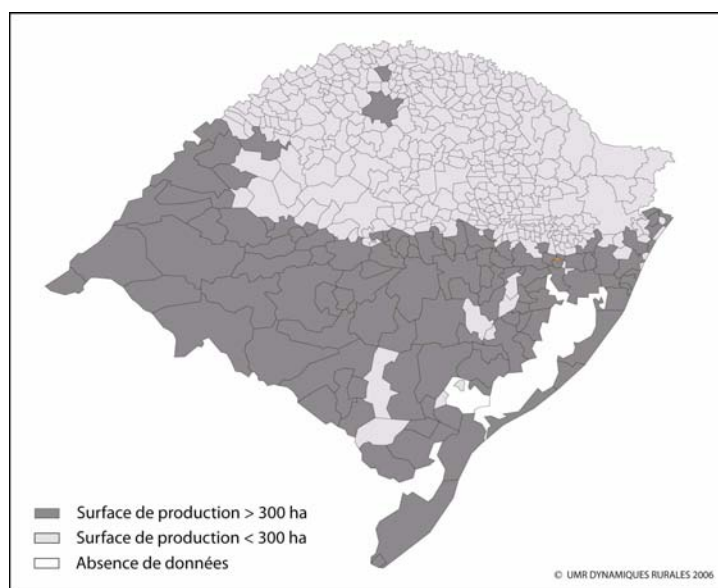 Surface de production > 300 ha
Surface de production < 300 ha
Absence de données
© UMR DYNAMIQUES RURALES 2006